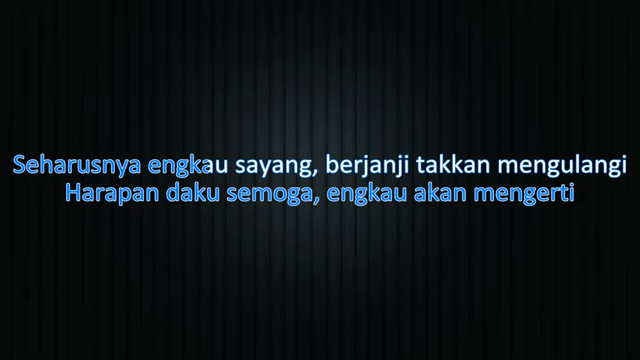 Seharusnya engkau sayang, berjanji takkan mengulangi
Harapan daku semoga, engkau akan mengerti